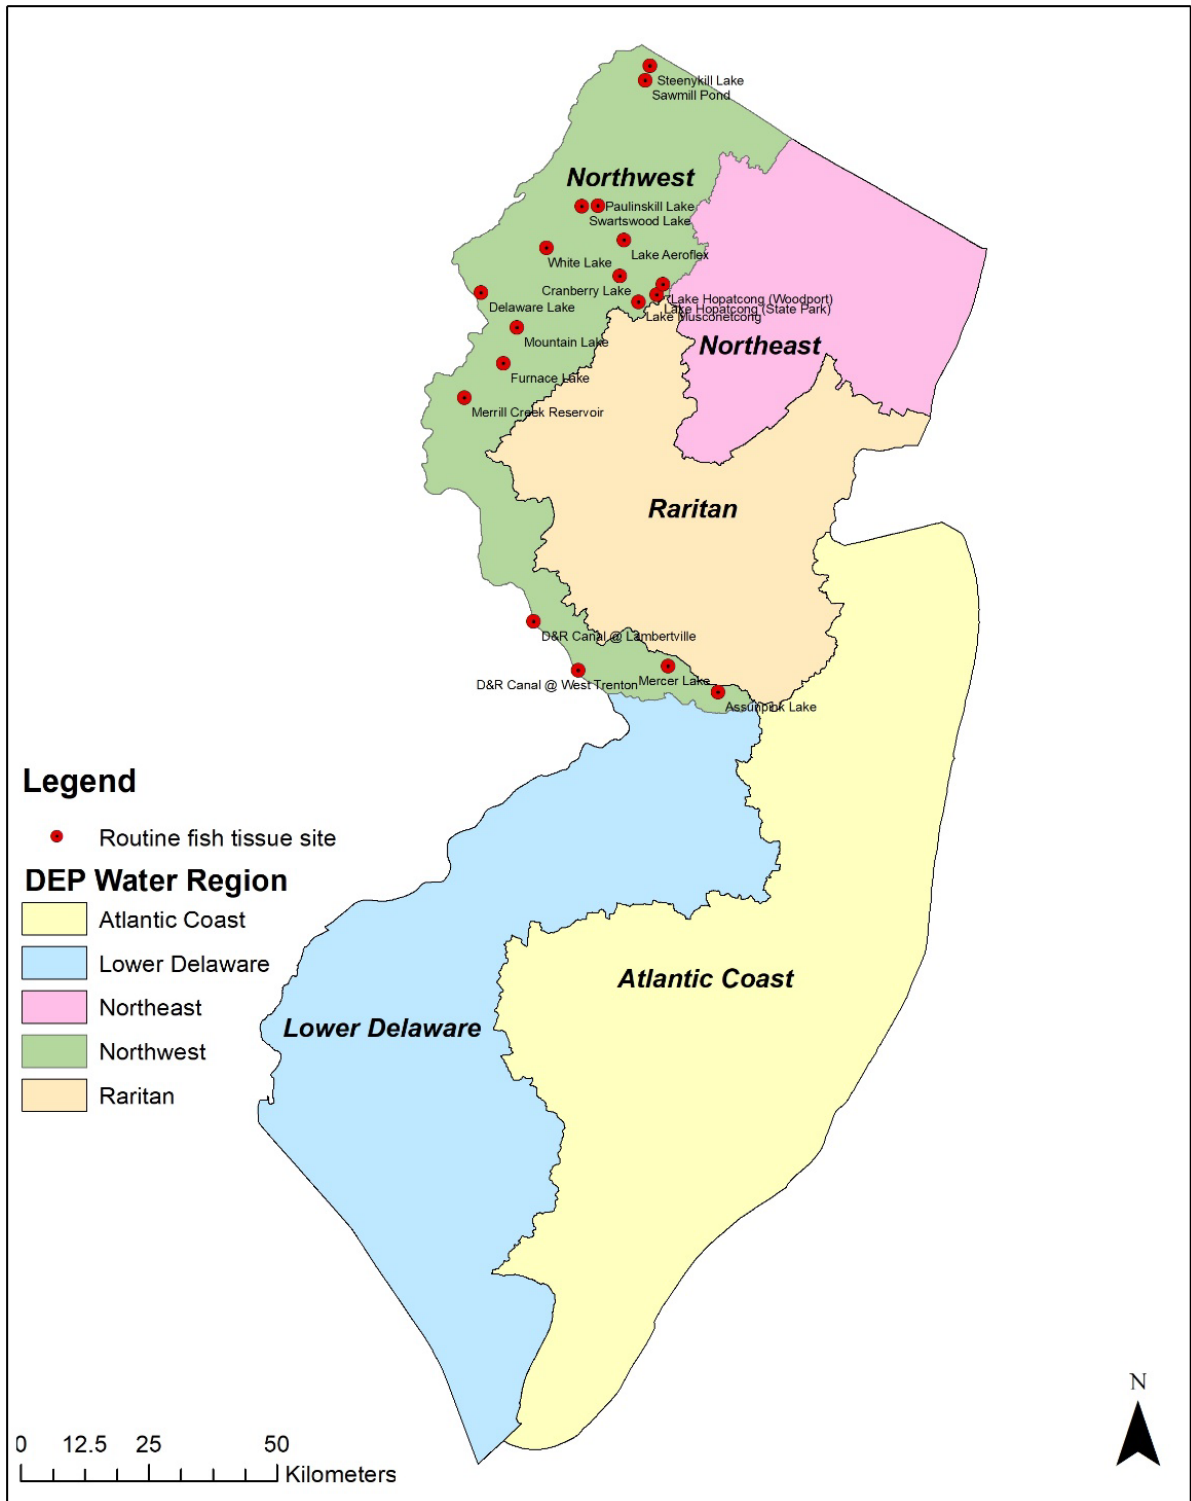 Steenykill Lake
Sawmill Pond
Northwest
Paulinskill Lake
Swartswood Lake
Lake Aeroflex
White Lake
Cranberry Lake
Lake Hopatcong (Woodport)
Delaware Lake
Lake Hopatcong (State Park)
Lake Musconetcong
Mountain Lake
Northeast
Furnace Lake
Merrill Creek Reservoir
Raritan
D&R Canal @ Lambertville
Mercer Lake
D&R Canal @ West Trenton
Assunpink Lake
Legend
Routine fish tissue site
DEP Water Region
Atlantic Coast
Lower Delaware
Northeast
Northwest
Raritan
Atlantic Coast
Lower Delaware
N
0 12.5 25 50
Kilometers